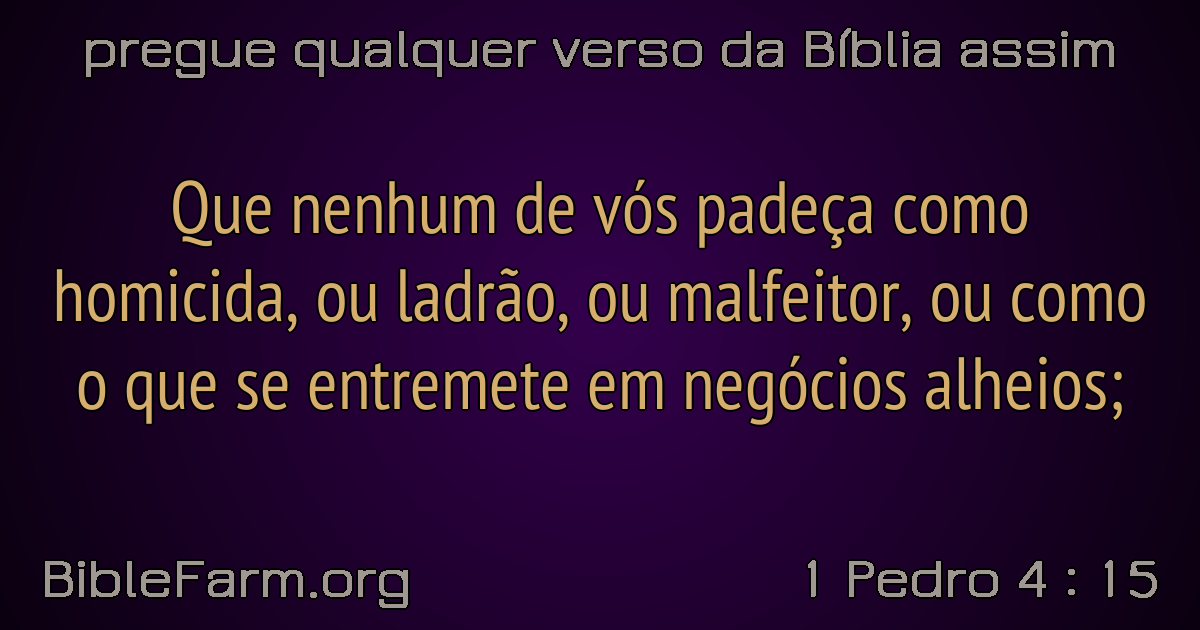 pregue qualquer verso da Bíblia assim
Que nenhum de vós padeça como
homicida, ou ladrão, ou malfeitor, ou como
o que se entremete em negócios alheios;
BibleFarm.org
1 Pedro 4 : 15